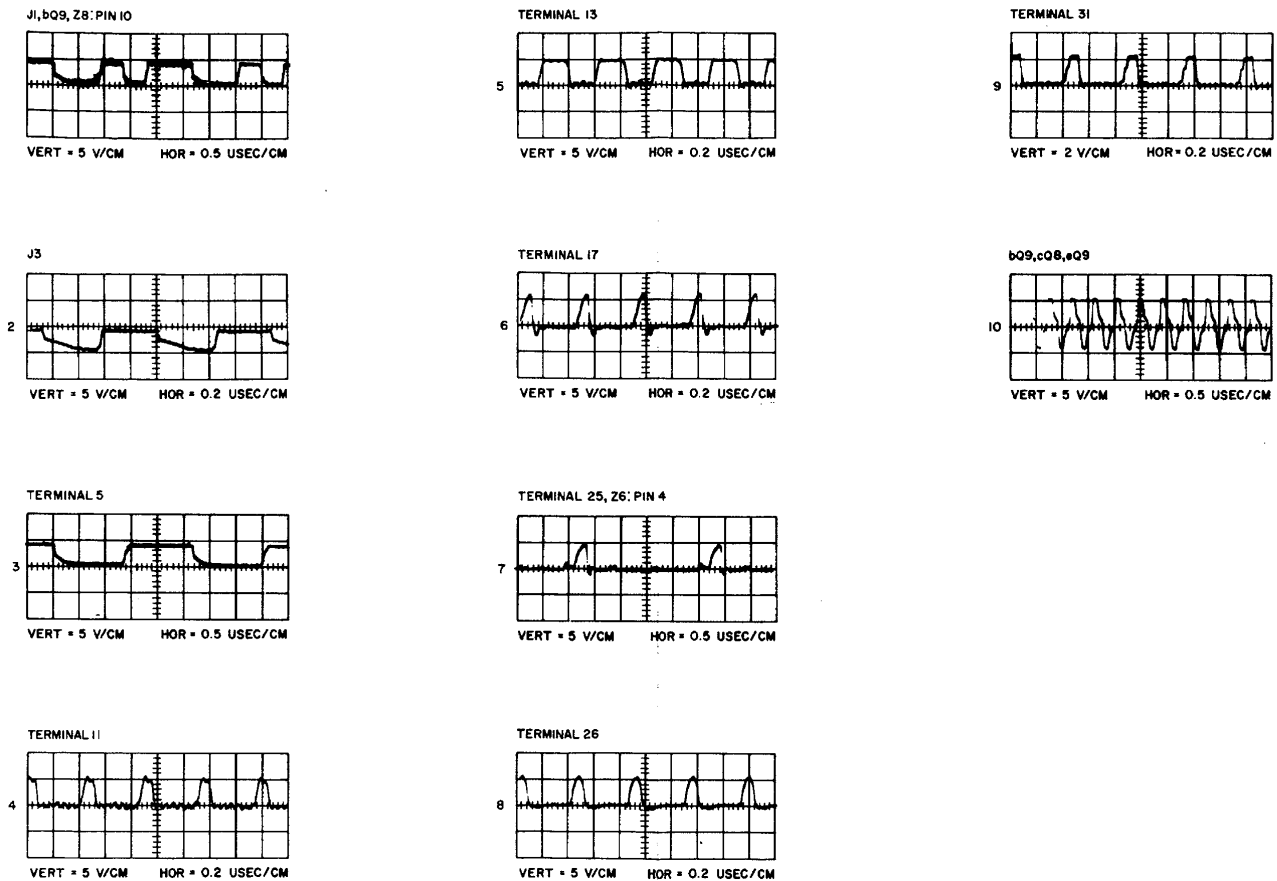 J1, bQ9, Z8: PIN 10
VERT = 5 V/CM HOR = 0.5 USEC/CM
J3
2
VERT = 5 V/CM HOR = 0.2 USEC/CM
TERMINAL 5
3
VERT = 5 V/CM HOR = 0.5 USEC/CM
TERMINAL 11
4
VERT = 5 V/CM HOR = 0.2 USEC/CM
TERMINAL 13
5
VERT = 5 V/CM HOR = 0.2 USEC/CM
TERMINAL 17
6
VERT = 5 V/CM HOR = 0.2 USEC/CM
TERMINAL 25, Z6: PIN 4
7
VERT = 5 V/CM HOR = 0.5 USEC/CM
TERMINAL 26
8
VERT = 5 V/CM HOR = 0.2 USEC/CM
TERMINAL 31
9
VERT = 2 V/CM HOR = 0.2 USEC/CM
bQ9, cQ8, eQ9
10
VERT = 5 V/CM HOR = 0.5 USEC/CM